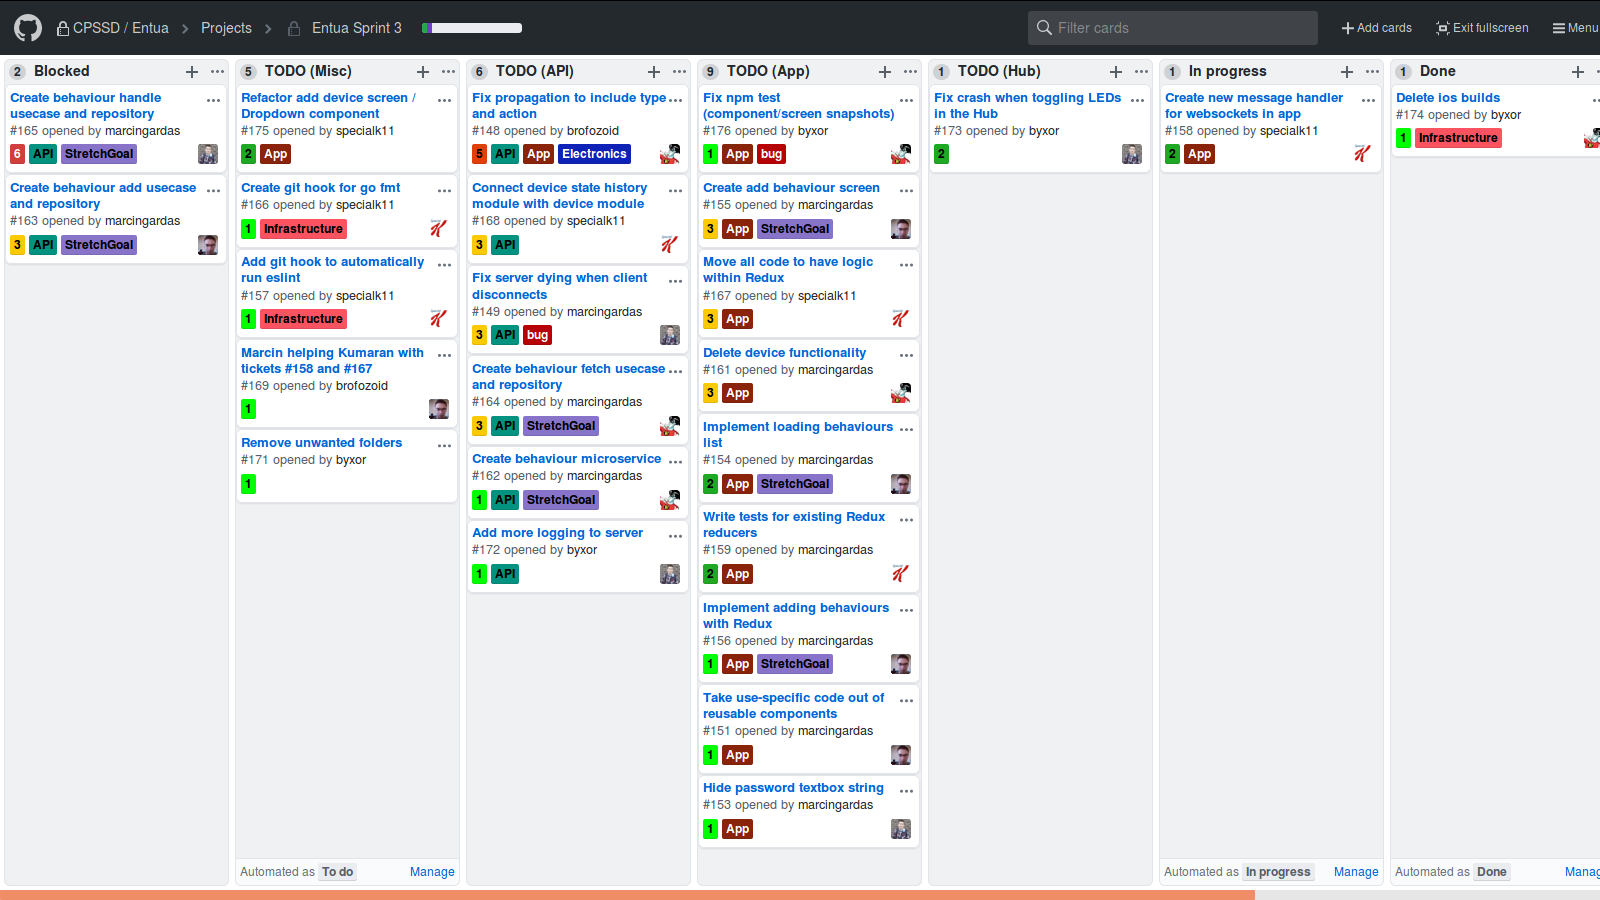 CPSSD / Entua
Projects
Entua Sprint 3
Filter cards
Add cards
Exit fullscreen
Menu
2 Blocked
Create behaviour handle
usecase and repository
#165 opened by marcingardas
6 API StretchGoal
Create behaviour add usecase
and repository
#163 opened by marcingardas
3 API StretchGoal
5 TODO (Misc)
Refactor add device screen /
Dropdown component
#175 opened by specialk11
2 App
Create git hook for go fmt
#166 opened by specialk11
1 Infrastructure
Add git hook to automatically
run eslint
#157 opened by specialk11
1 Infrastructure
Marcin helping Kumaran with
tickets #158 and #167
#169 opened by brofozoid
1
Remove unwanted folders
#171 opened by byxor
1
Automated as To do Manage
6 TODO (API)
Fix propagation to include type
and action
#148 opened by brofozoid
5 API App Electronics
Connect device state history
module with device module
#168 opened by specialk11
3 API
Fix server dying when client
disconnects
#149 opened by marcingardas
3 API bug
Create behaviour fetch usecase
and repository
#164 opened by marcingardas
3 API StretchGoal
Create behaviour microservice
#162 opened by marcingardas
1 API StretchGoal
Add more logging to server
#172 opened by byxor
1 API
9 TODO (App)
Fix npm test
(component/screen snapshots)
#176 opened by byxor
1 App bug
Create add behaviour screen
#155 opened by marcingardas
3 App StretchGoal
Move all code to have logic
within Redux
#167 opened by specialk11
3 App
Delete device functionality
#161 opened by marcingardas
3 App
Implement loading behaviours
list
#154 opened by marcingardas
2 App StretchGoal
Write tests for existing Redux
reducers
#159 opened by marcingardas
2 App
Implement adding behaviours
with Redux
#156 opened by marcingardas
1 App StretchGoal
Take use-specific code out of
reusable components
#151 opened by marcingardas
1 App
Hide password textbox string
#153 opened by marcingardas
1 App
1 TODO (Hub)
Fix crash when toggling LEDs
in the Hub
#173 opened by byxor
2
1 In progress
Create new message handler
for websockets in app
#158 opened by specialk11
2 App
Automated as In progress Manage
1 Done
Delete ios builds
#174 opened by byxor
1 Infrastructure
Automated as Done Manag